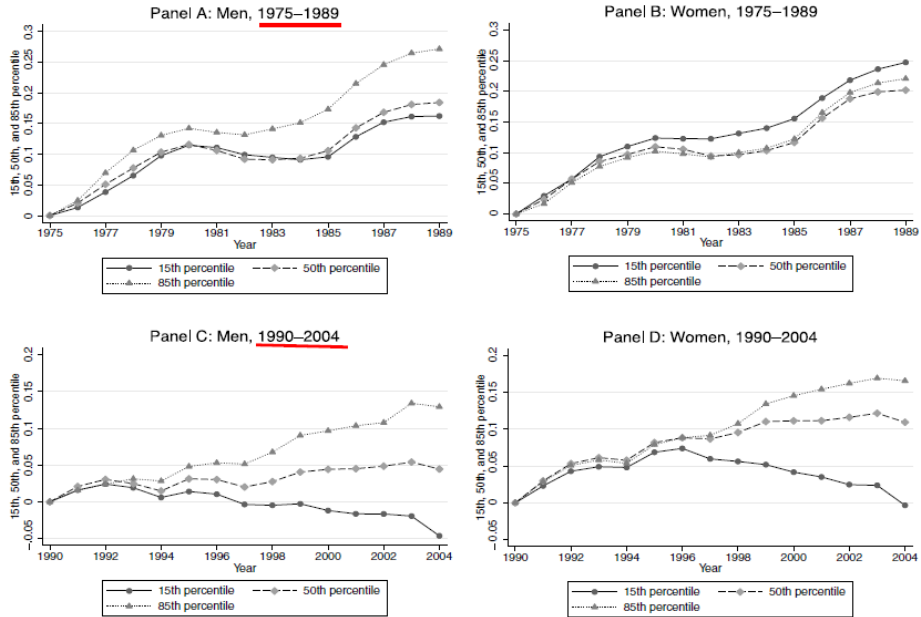 Panel A: Men, 1975–1989
15th, 50th, and 85th percentile
0.3
0.25
0.2
0.15
0.1
0.05
0
1975 1977 1979 1981 1983 1985 1987 1989
Year
15th percentile 50th percentile
85th percentile
Panel B: Women, 1975–1989
15th, 50th, and 85th percentile
0.3
0.25
0.2
0.15
0.1
0.05
0
1975 1977 1979 1981 1983 1985 1987 1989
Year
15th percentile 50th percentile
85th percentile
Panel C: Men, 1990–2004
15th, 50th, and 85th percentile
0.2
0.15
0.1
0.05
0
−0.05
1990 1992 1994 1996 1998 2000 2002 2004
Year
15th percentile 50th percentile
85th percentile
Panel D: Women, 1990–2004
15th, 50th, and 85th percentile
0.2
0.15
0.1
0.05
0
−0.05
1990 1992 1994 1996 1998 2000 2002 2004
Year
15th percentile 50th percentile
85th percentile